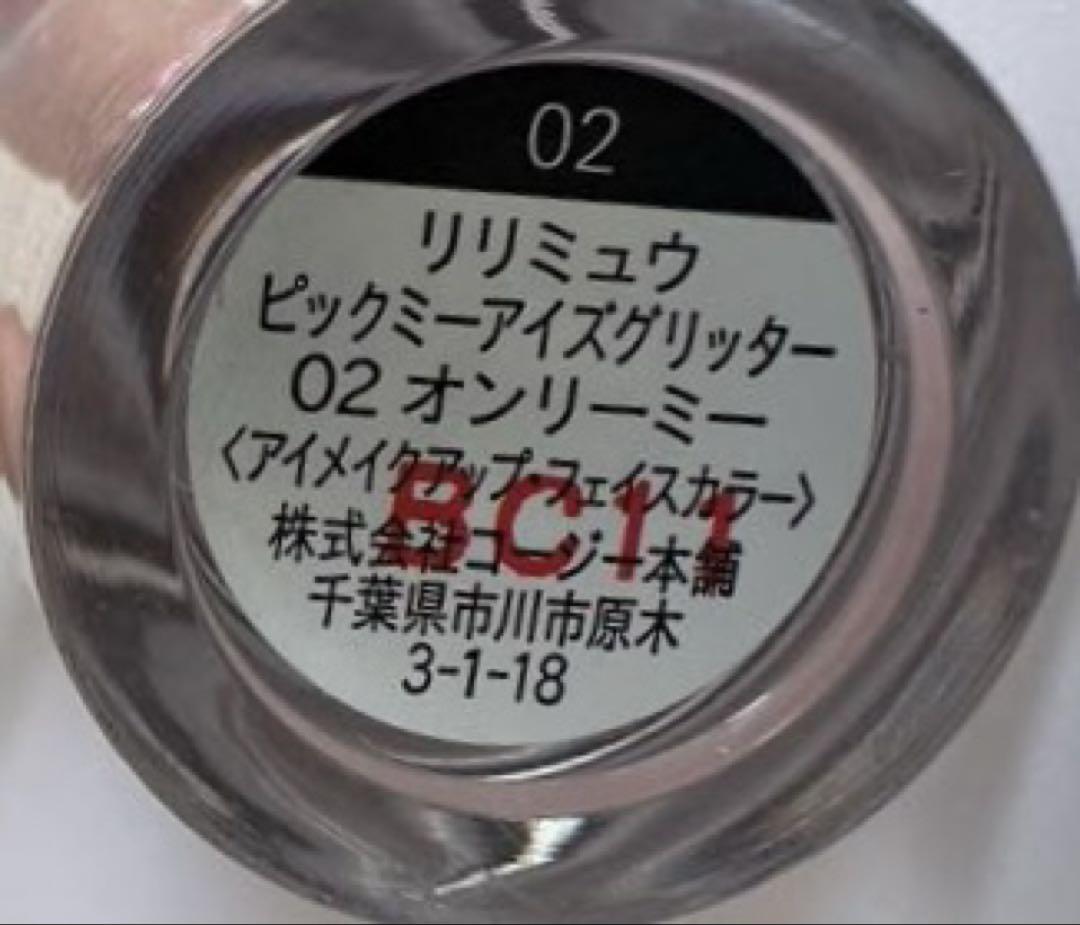 02
リリミュウ
ピックミーアイズグリッター
02 オンリーミー
〈アイメイクアップ・フェイスカラー〉
BC11
株式会社コージー本舗
千葉県市川市原木
3-1-18